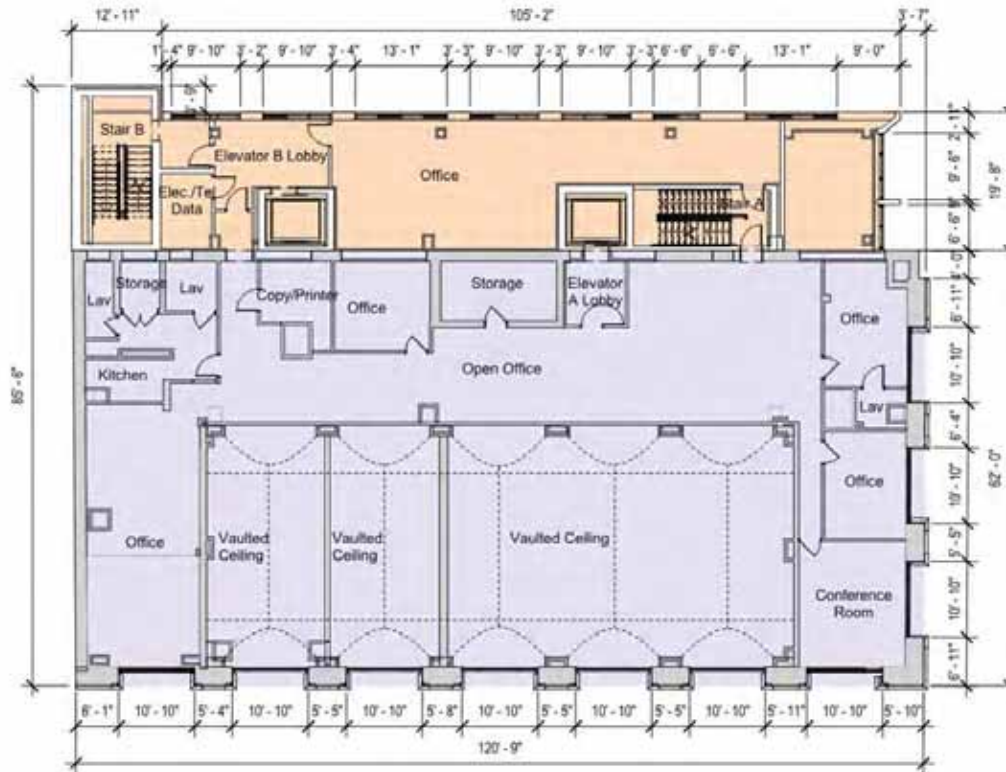 12' - 11"
105' - 2"
3' - 7"
4"
9' - 10"
3' - 2"
9' - 10"
3' - 4"
13' - 1"
3' - 3"
9' - 10"
3' - 3"
9' - 10"
3' - 3"
6' - 6"
6' - 6"
13' - 1"
9' - 0"
Stair B
Elevator B Lobby
Office
Elec./Tel
Data
Stair A
19' - 8"
9' - 6"
6' - 6"
85' - 6"
Lav
Storage
Lav
Copy/Printer
Office
Storage
Elevator
A Lobby
Office
6' - 11"
Kitchen
Open Office
10' - 10"
Lav
6' - 4"
Office
10' - 10"
62' - 0"
Office
Vaulted
Ceiling
Vaulted
Ceiling
Vaulted Ceiling
5' - 5"
Conference
Room
10' - 10"
6' - 11"
6' - 1"
10' - 10"
5' - 4"
10' - 10"
5' - 5"
10' - 10"
5' - 8"
10' - 10"
5' - 5"
10' - 10"
5' - 5"
10' - 10"
5' - 11"
10' - 10"
5' - 10"
120' - 9"